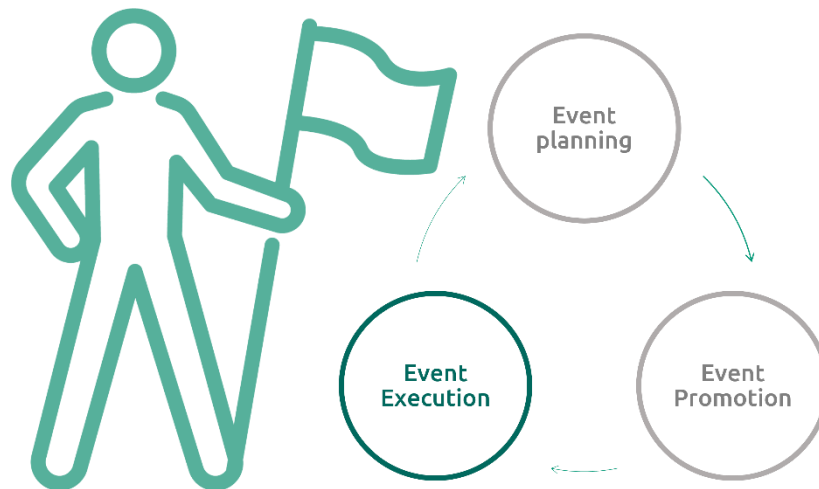 Event
planning
Event
Execution
Event
Promotion